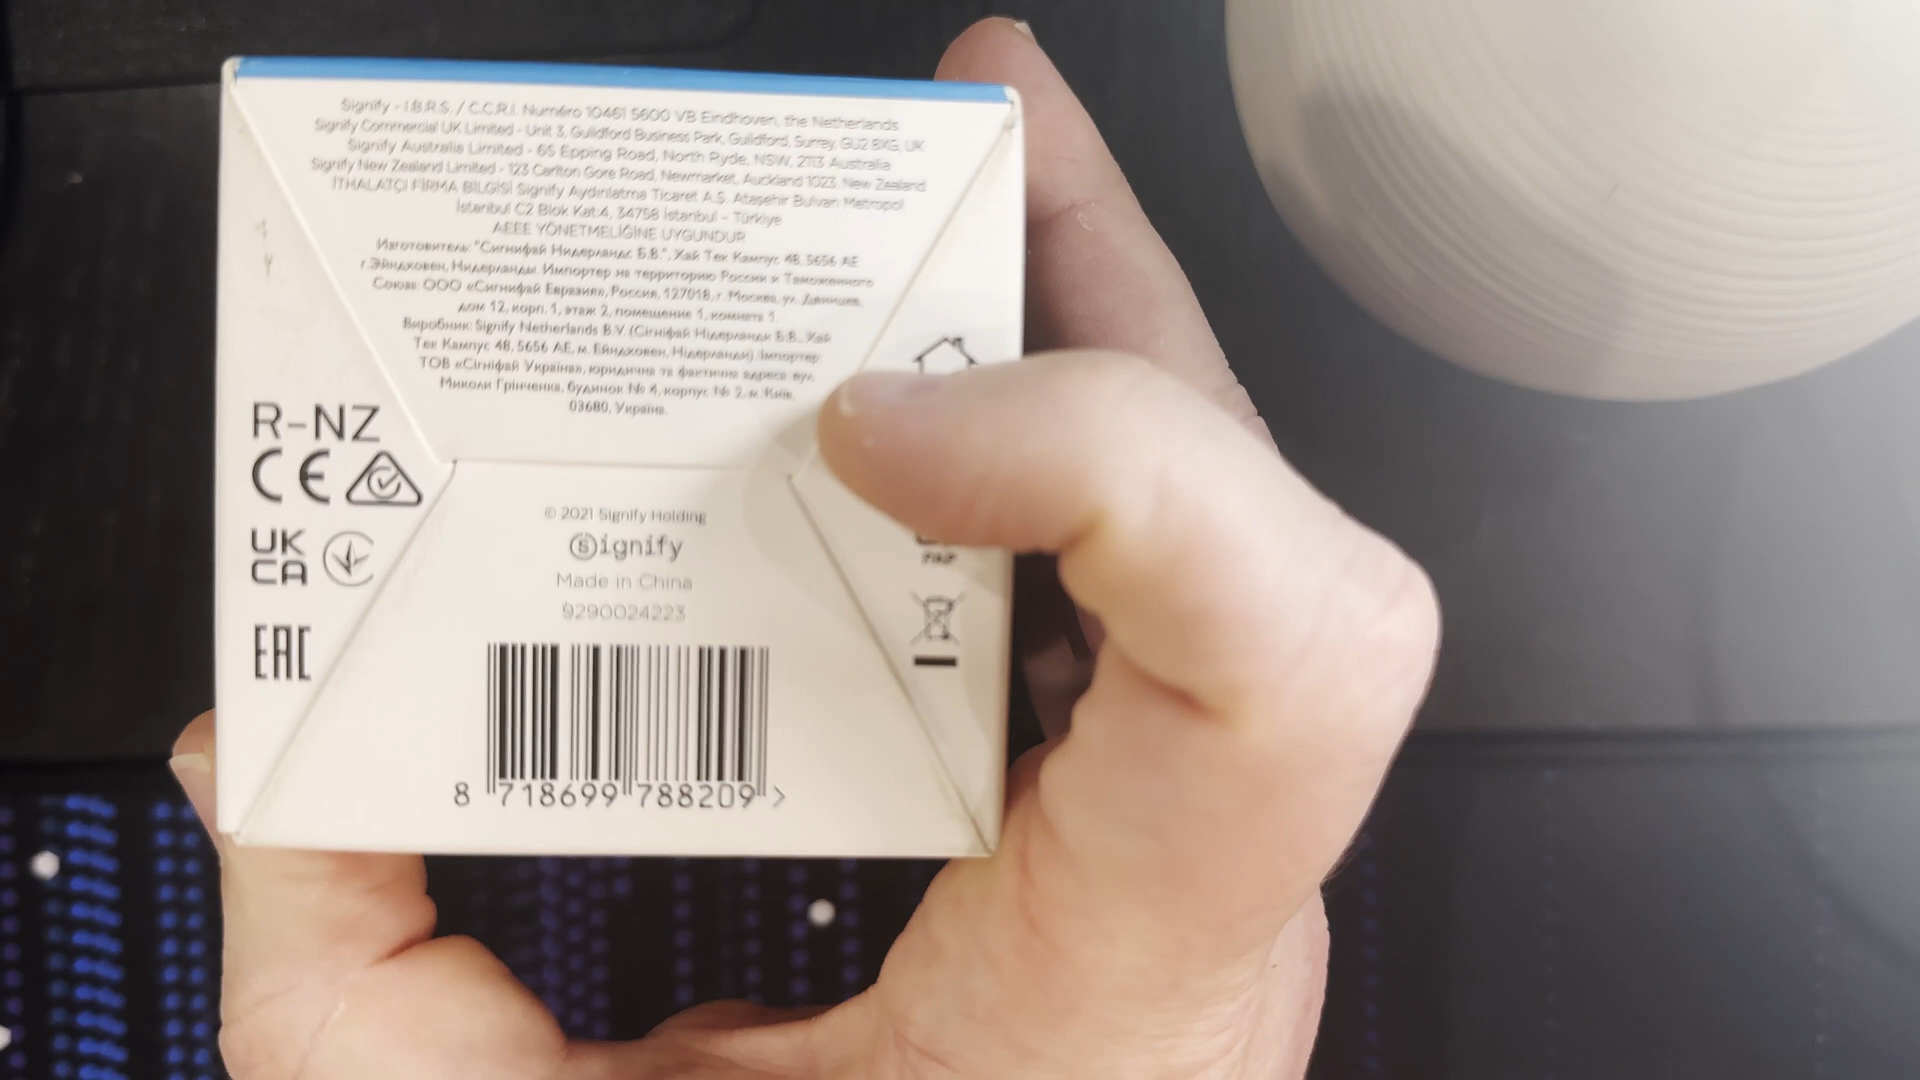 Signify - I.B.R.S. / C.C.R.I. Numéro 10461 5600 VB Eindhoven, the Netherlands
Signify Commercial UK Limited - Unit 3, Guildford Business Park, Guildford, Surrey, GU2 8XG, UK
Signify Australia Limited - 65 Epping Road, North Ryde, NSW, 2113 Australia
Signify New Zealand Limited - 123 Carlton Gore Road, Newmarket, Auckland 1023, New Zealand
İTHALATÇI FİRMA BİLGİSİ Signify Aydınlatma Ticaret A.Ş. Ataşehir Bulvarı Metropol
İstanbul C2 Blok Kat:4, 34758 İstanbul - Türkiye
AEEE YÖNETMELİĞİNE UYGUNDUR
Изготовитель: "Сигнифай Нидерландс Б.В.", Хай Тек Кампус 48, 5656 AE
г.Эйндховен, Нидерланды. Импортер на территорию России и Таможенного
Союза: ООО «Сигнифай Евразия», Россия, 127018, г. Москва, ул. Двинцев,
дом 12, корп. 1, этаж 2, помещение 1, комната 1.
Виробник: Signify Netherlands B.V. (Сігніфай Нідерланди Б.В., Хай
Тек Кампус 48, 5656 AE, м. Ейндховен, Нідерланди). Імпортер:
ТОВ «Сігніфай Україна», юридична та фактична адреса: вул.
Миколи Грінченка, будинок № 4, корпус № 2, м. Київ,
03680, Україна.
R-NZ
CE
UK
CA
EAC
© 2021 Signify Holding
Signify
Made in China
9290024223
8 718699 788209 >
PAP